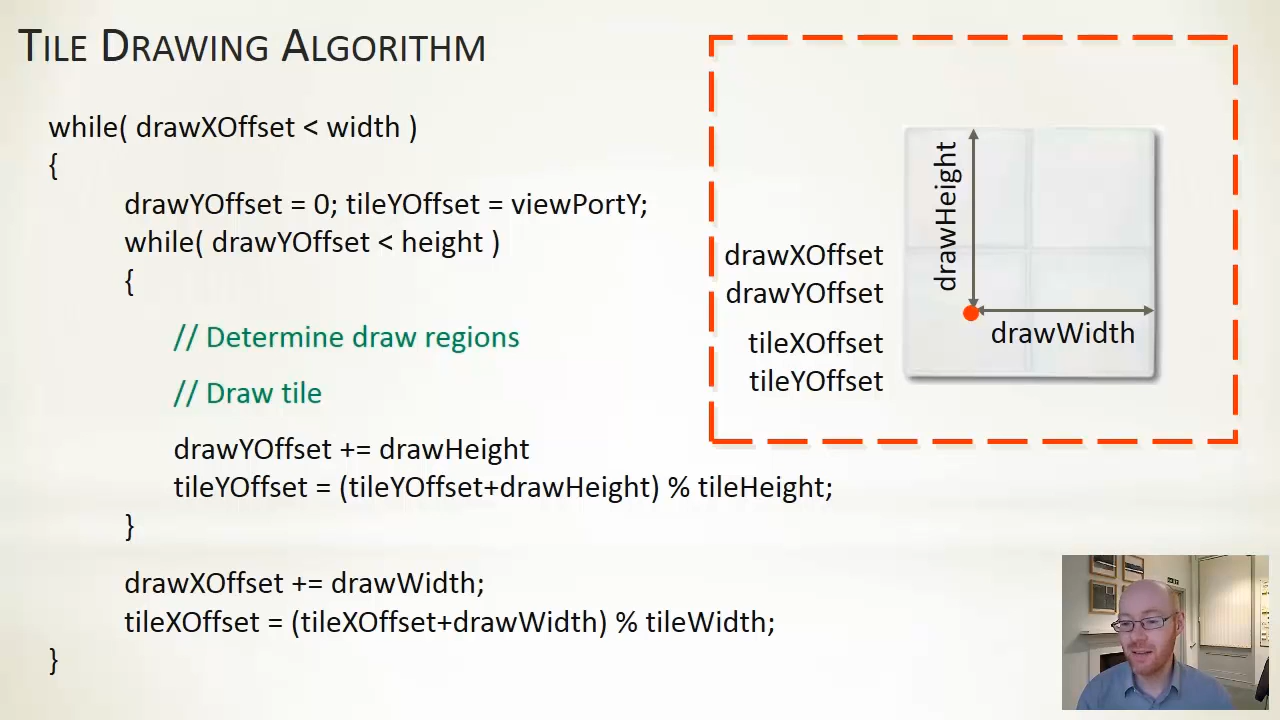 TILE DRAWING ALGORITHM
while( drawXOffset < width )
{
drawYOffset = 0; tileYOffset = viewPortY;
while( drawYOffset < height )
{
// Determine draw regions
// Draw tile
drawYOffset += drawHeight
tileYOffset = (tileYOffset+drawHeight) % tileHeight;
}
drawXOffset += drawWidth;
tileXOffset = (tileXOffset+drawWidth) % tileWidth;
}
drawHeight
drawXOffset
drawYOffset
drawWidth
tileXOffset
tileYOffset